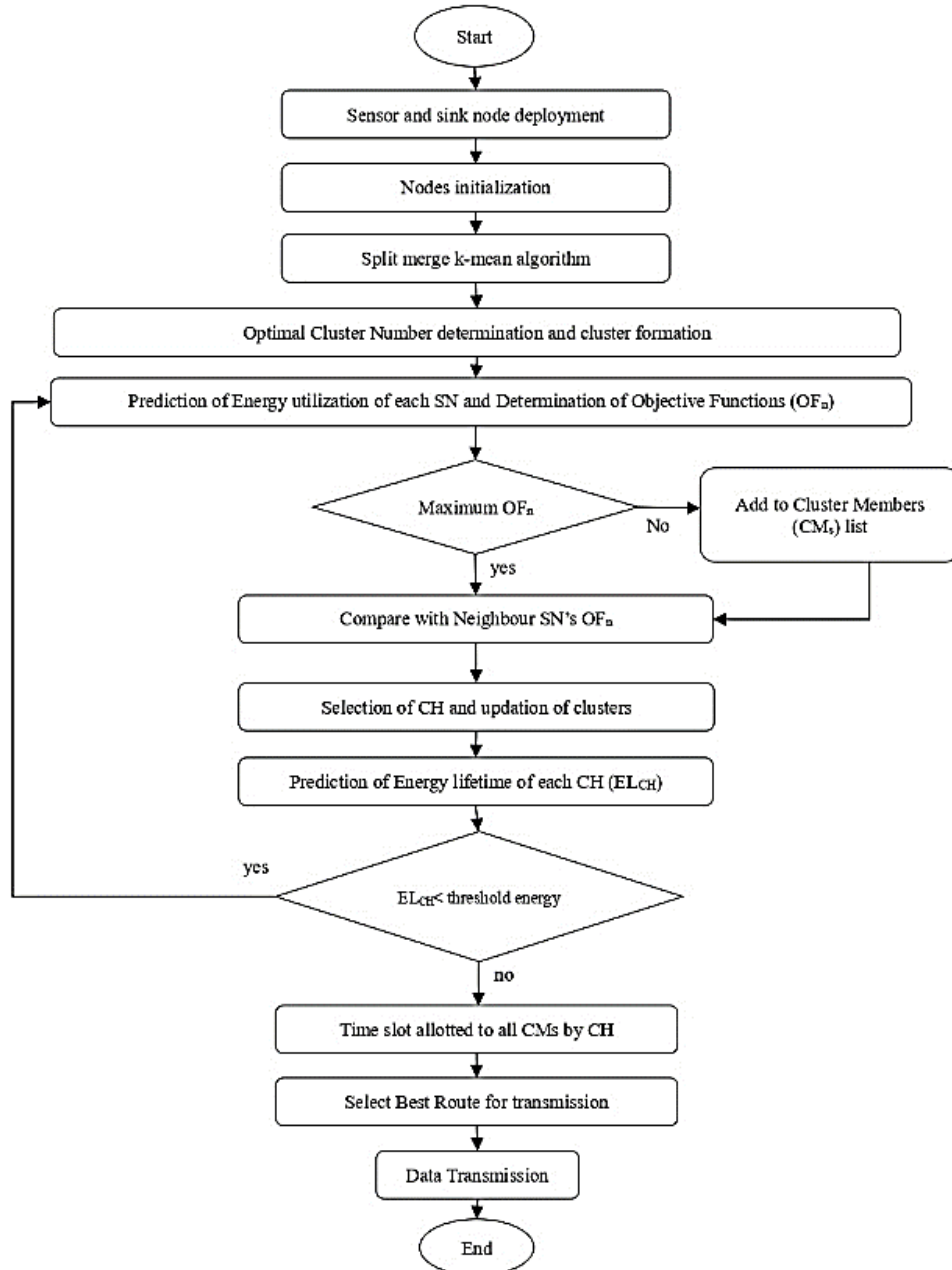 Start
Sensor and sink node deployment
Nodes initialization
Split merge k-mean algorithm
Optimal Cluster Number determination and cluster formation
Prediction of Energy utilization of each SN and Determination of Objective Functions (OFₙ)
Maximum OFₙ
No
Add to Cluster Members
(CMₛ) list
yes
Compare with Neighbour SN's OFₙ
Selection of CH and updation of clusters
Prediction of Energy lifetime of each CH (EL_CH)
yes
EL_CH< threshold energy
no
Time slot allotted to all CMs by CH
Select Best Route for transmission
Data Transmission
End